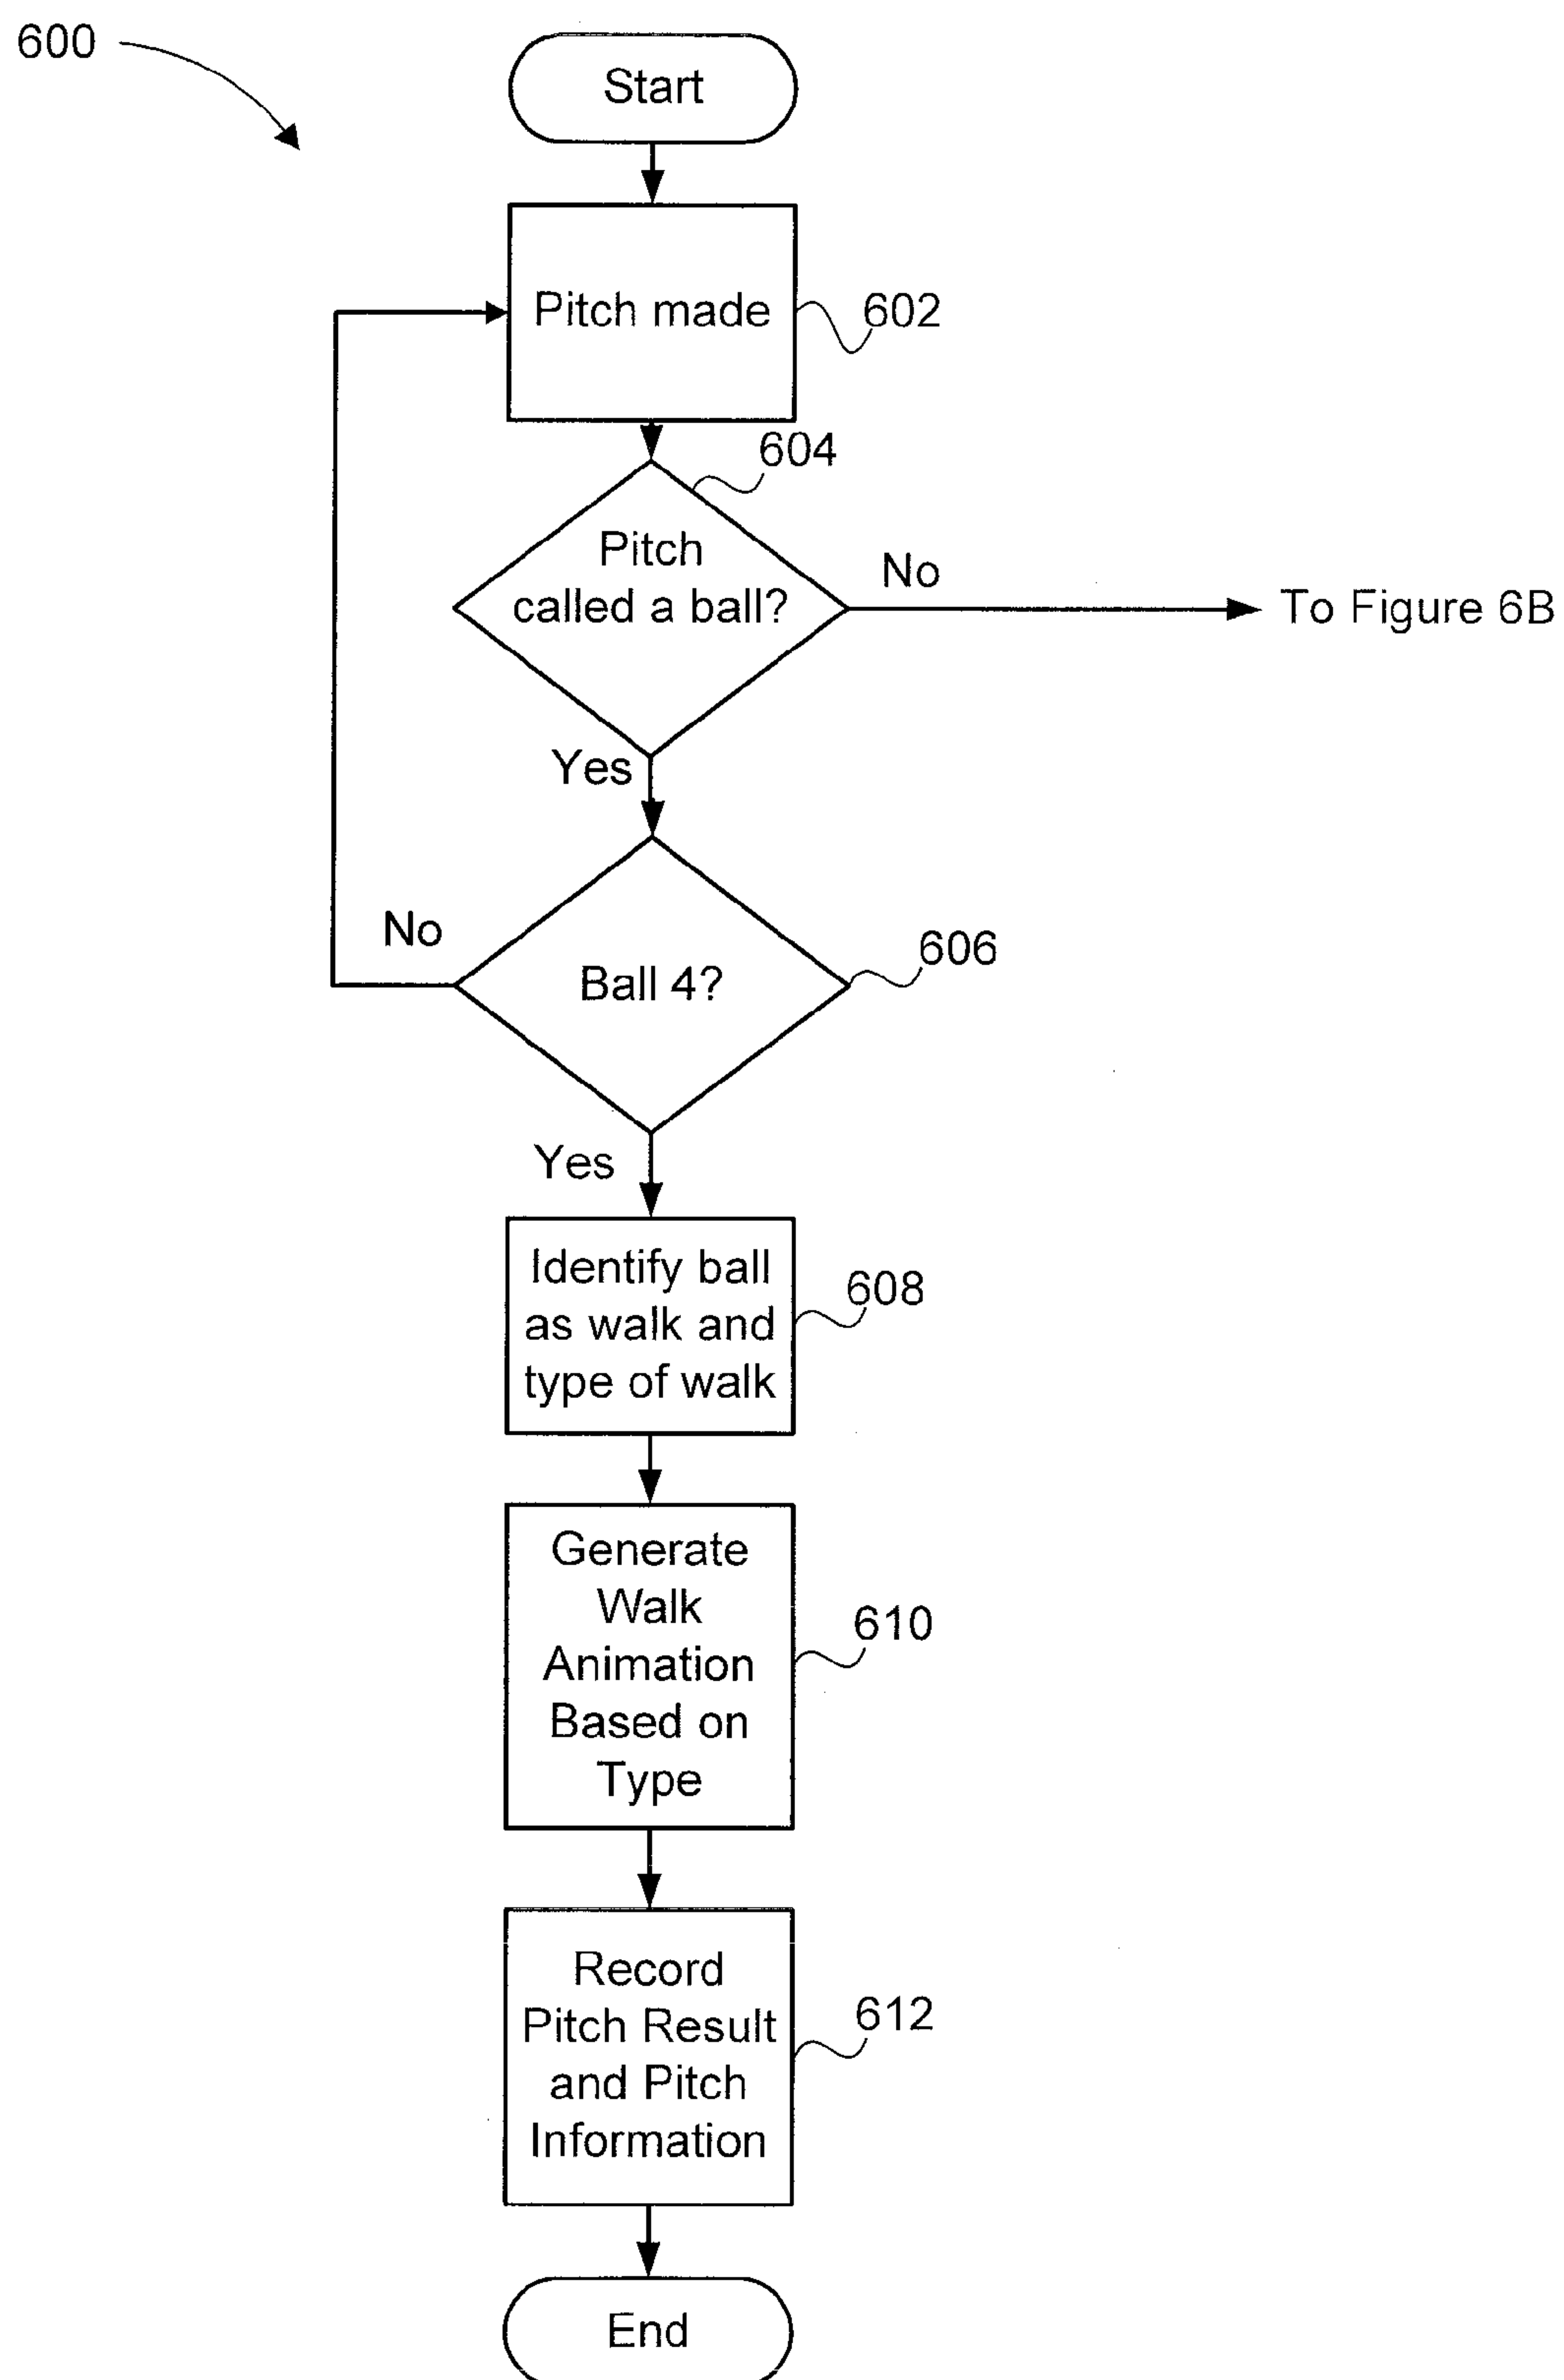 600
Start
Pitch made
602
604
Pitch
called a ball?
No
To Figure 6B
Yes
No
606
Ball 4?
Yes
Identify ball
as walk and
type of walk
608
Generate
Walk
Animation
Based on
Type
610
Record
Pitch Result
and Pitch
Information
612
End